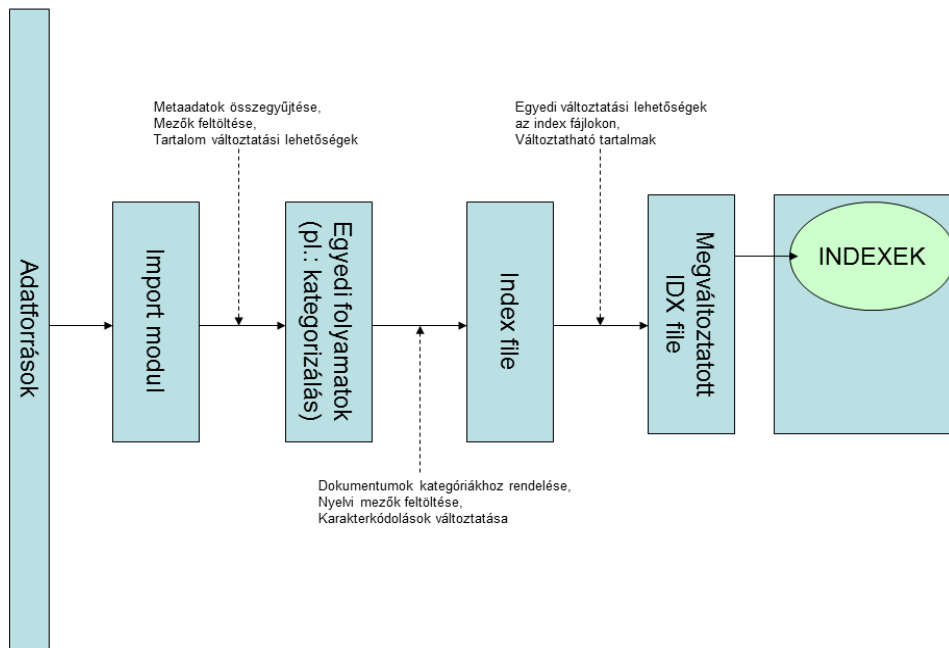 Metaadatok összegyűjtése,
Mezők feltöltése,
Tartalom változtatási lehetőségek
Egyedi változtatási lehetőségek
az index fájlokon,
Változtatható tartalmak
Adatforrások
Import modul
Egyedi folyamatok
(pl.: kategorizálás)
Index file
Megváltoztatott
IDX file
INDEXEK
Dokumentumok kategóriákhoz rendelése,
Nyelvi mezők feltöltése,
Karakterkódolások változtatása